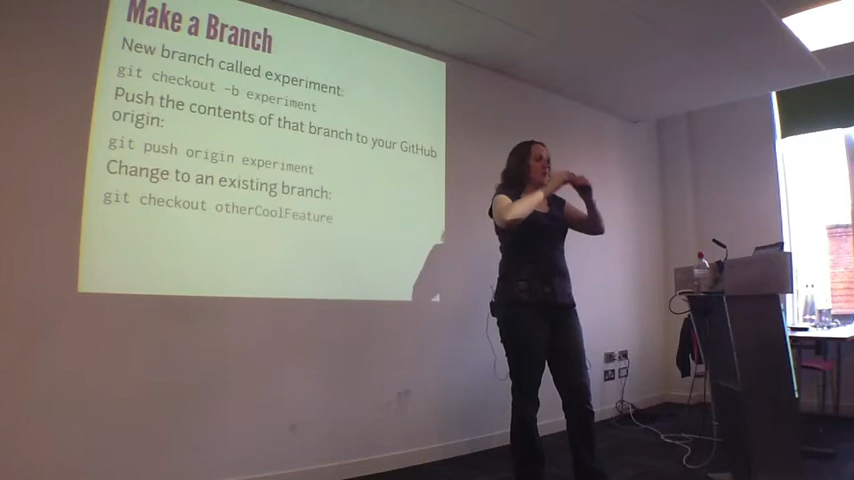 Make a Branch
New branch called experiment:
git checkout -b experiment
Push the contents of that branch to your GitHub
origin:
git push origin experiment
Change to an existing branch:
git checkout otherCoolFeature